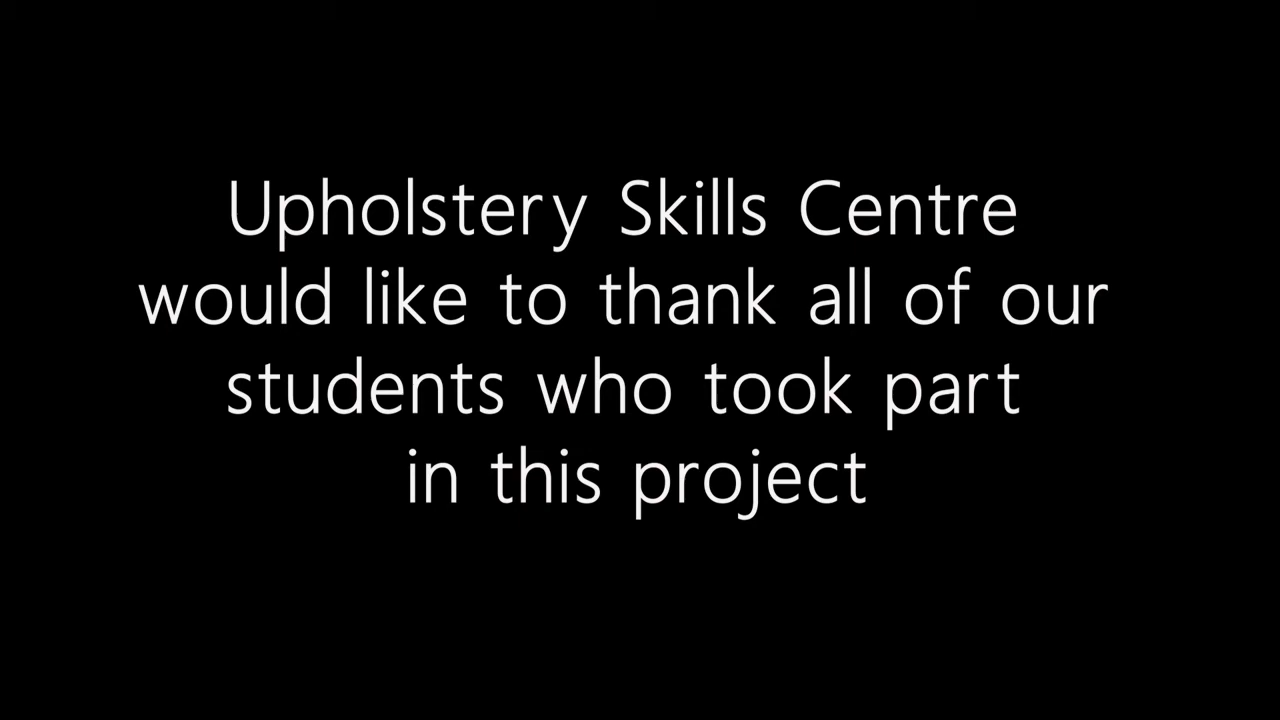 Upholstery Skills Centre
would like to thank all of our
students who took part
in this project